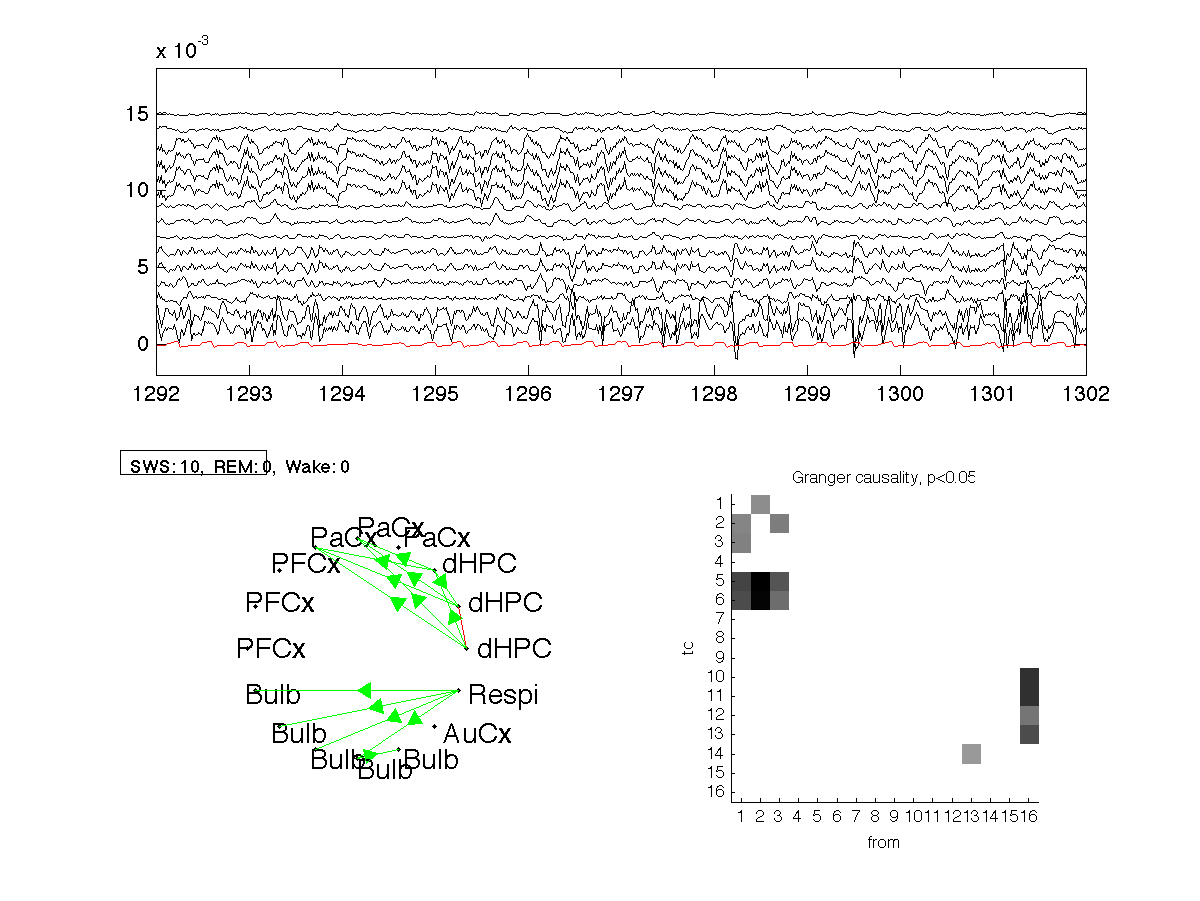 x 10-3
15
10
5
0
1292 1293 1294 1295 1296 1297 1298 1299 1300 1301 1302
SWS:10, REM:0, Wake:0
PaCx
PaCx PaCx
PFCx dHPC
PFCx dHPC
PFCx dHPC
Bulb Respi
Bulb AuCx
Bulb Bulb
Bulb
Granger causality, p<0.05
1
2
3
4
5
6
7
8
9
10
11
12
13
14
15
16
to
1 2 3 4 5 6 7 8 9 10 11 12 13 14 15 16
from